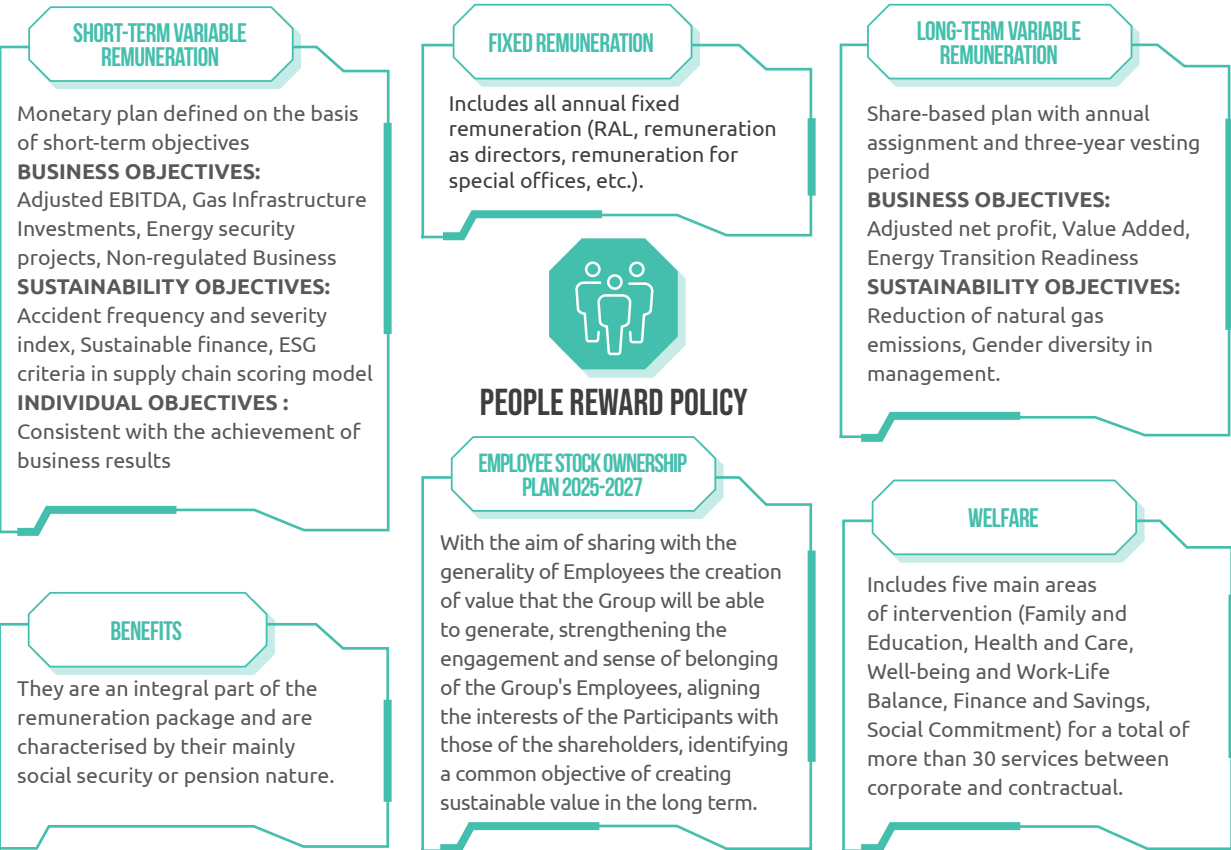 SHORT-TERM VARIABLE
REMUNERATION
Monetary plan defined on the basis
of short-term objectives
BUSINESS OBJECTIVES:
Adjusted EBITDA, Gas Infrastructure
Investments, Energy security
projects, Non-regulated Business
SUSTAINABILITY OBJECTIVES:
Accident frequency and severity
index, Sustainable finance, ESG
criteria in supply chain scoring model
INDIVIDUAL OBJECTIVES :
Consistent with the achievement of
business results
FIXED REMUNERATION
Includes all annual fixed
remuneration (RAL, remuneration
as directors, remuneration for
special offices, etc.).
LONG-TERM VARIABLE
REMUNERATION
Share-based plan with annual
assignment and three-year vesting
period
BUSINESS OBJECTIVES:
Adjusted net profit, Value Added,
Energy Transition Readiness
SUSTAINABILITY OBJECTIVES:
Reduction of natural gas
emissions, Gender diversity in
management.
PEOPLE REWARD POLICY
BENEFITS
They are an integral part of the
remuneration package and are
characterised by their mainly
social security or pension nature.
EMPLOYEE STOCK OWNERSHIP
PLAN 2025-2027
With the aim of sharing with the
generality of Employees the creation
of value that the Group will be able
to generate, strengthening the
engagement and sense of belonging
of the Group's Employees, aligning
the interests of the Participants with
those of the shareholders, identifying
a common objective of creating
sustainable value in the long term.
WELFARE
Includes five main areas
of intervention (Family and
Education, Health and Care,
Well-being and Work-Life
Balance, Finance and Savings,
Social Commitment) for a total of
more than 30 services between
corporate and contractual.